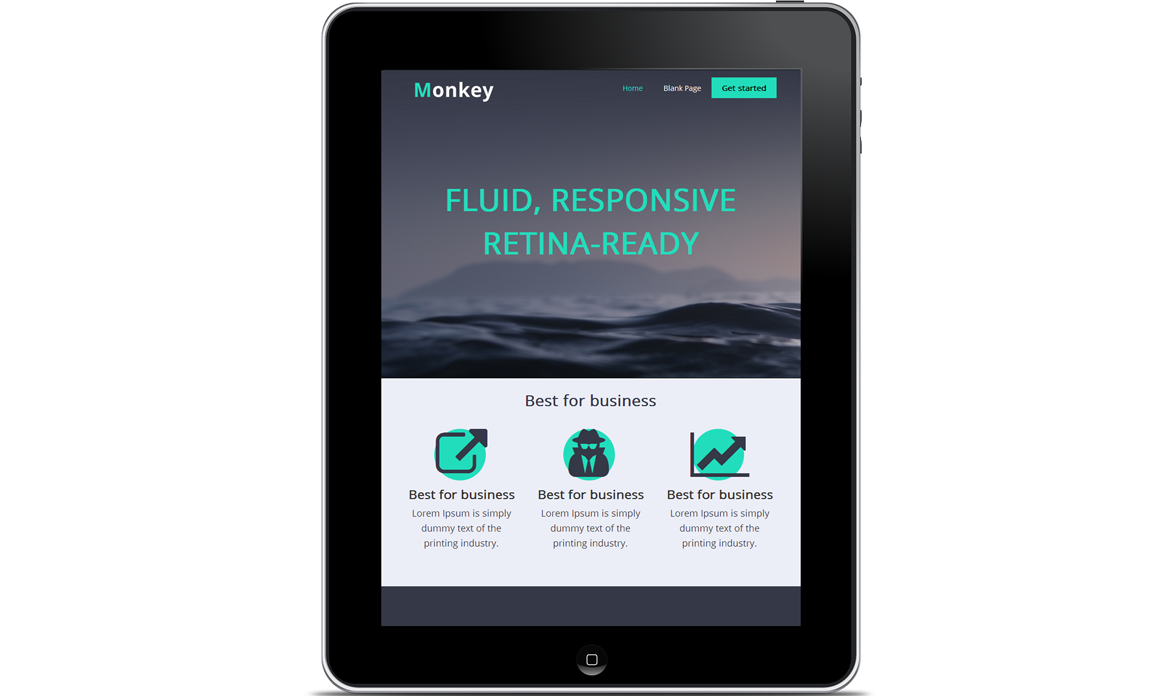 Monkey
Home Blank Page Get started
FLUID, RESPONSIVE
RETINA-READY
Best for business
Best for business Best for business Best for business
Lorem Ipsum is simply Lorem Ipsum is simply Lorem Ipsum is simply
dummy text of the dummy text of the dummy text of the
printing industry. printing industry. printing industry.